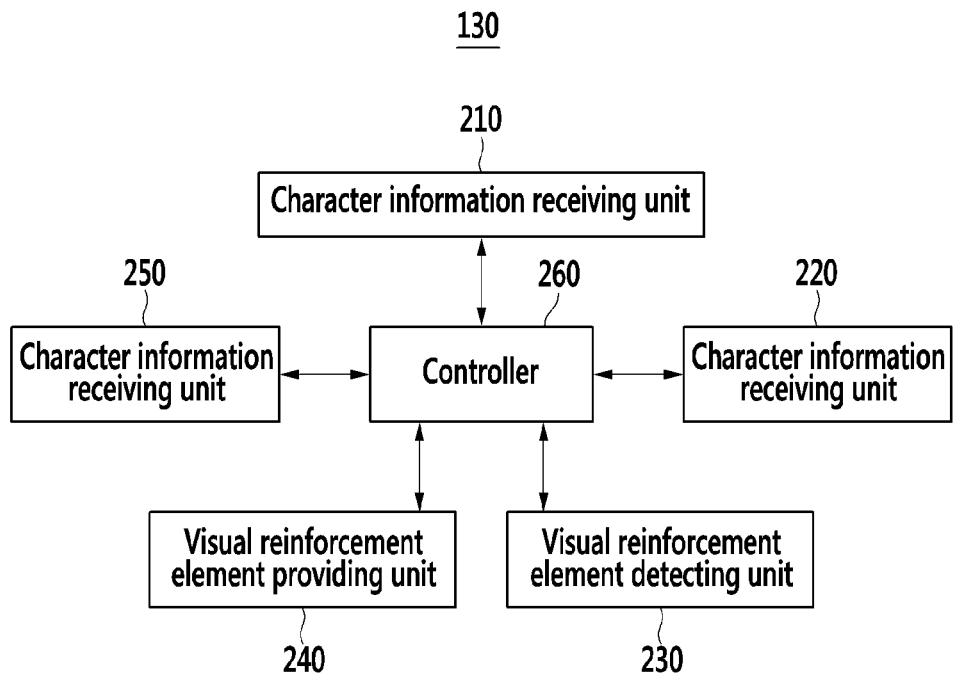 130
210
Character information receiving unit
250
260
220
Character information
receiving unit
Controller
Character information
receiving unit
Visual reinforcement
element providing unit
Visual reinforcement
element detecting unit
240
230